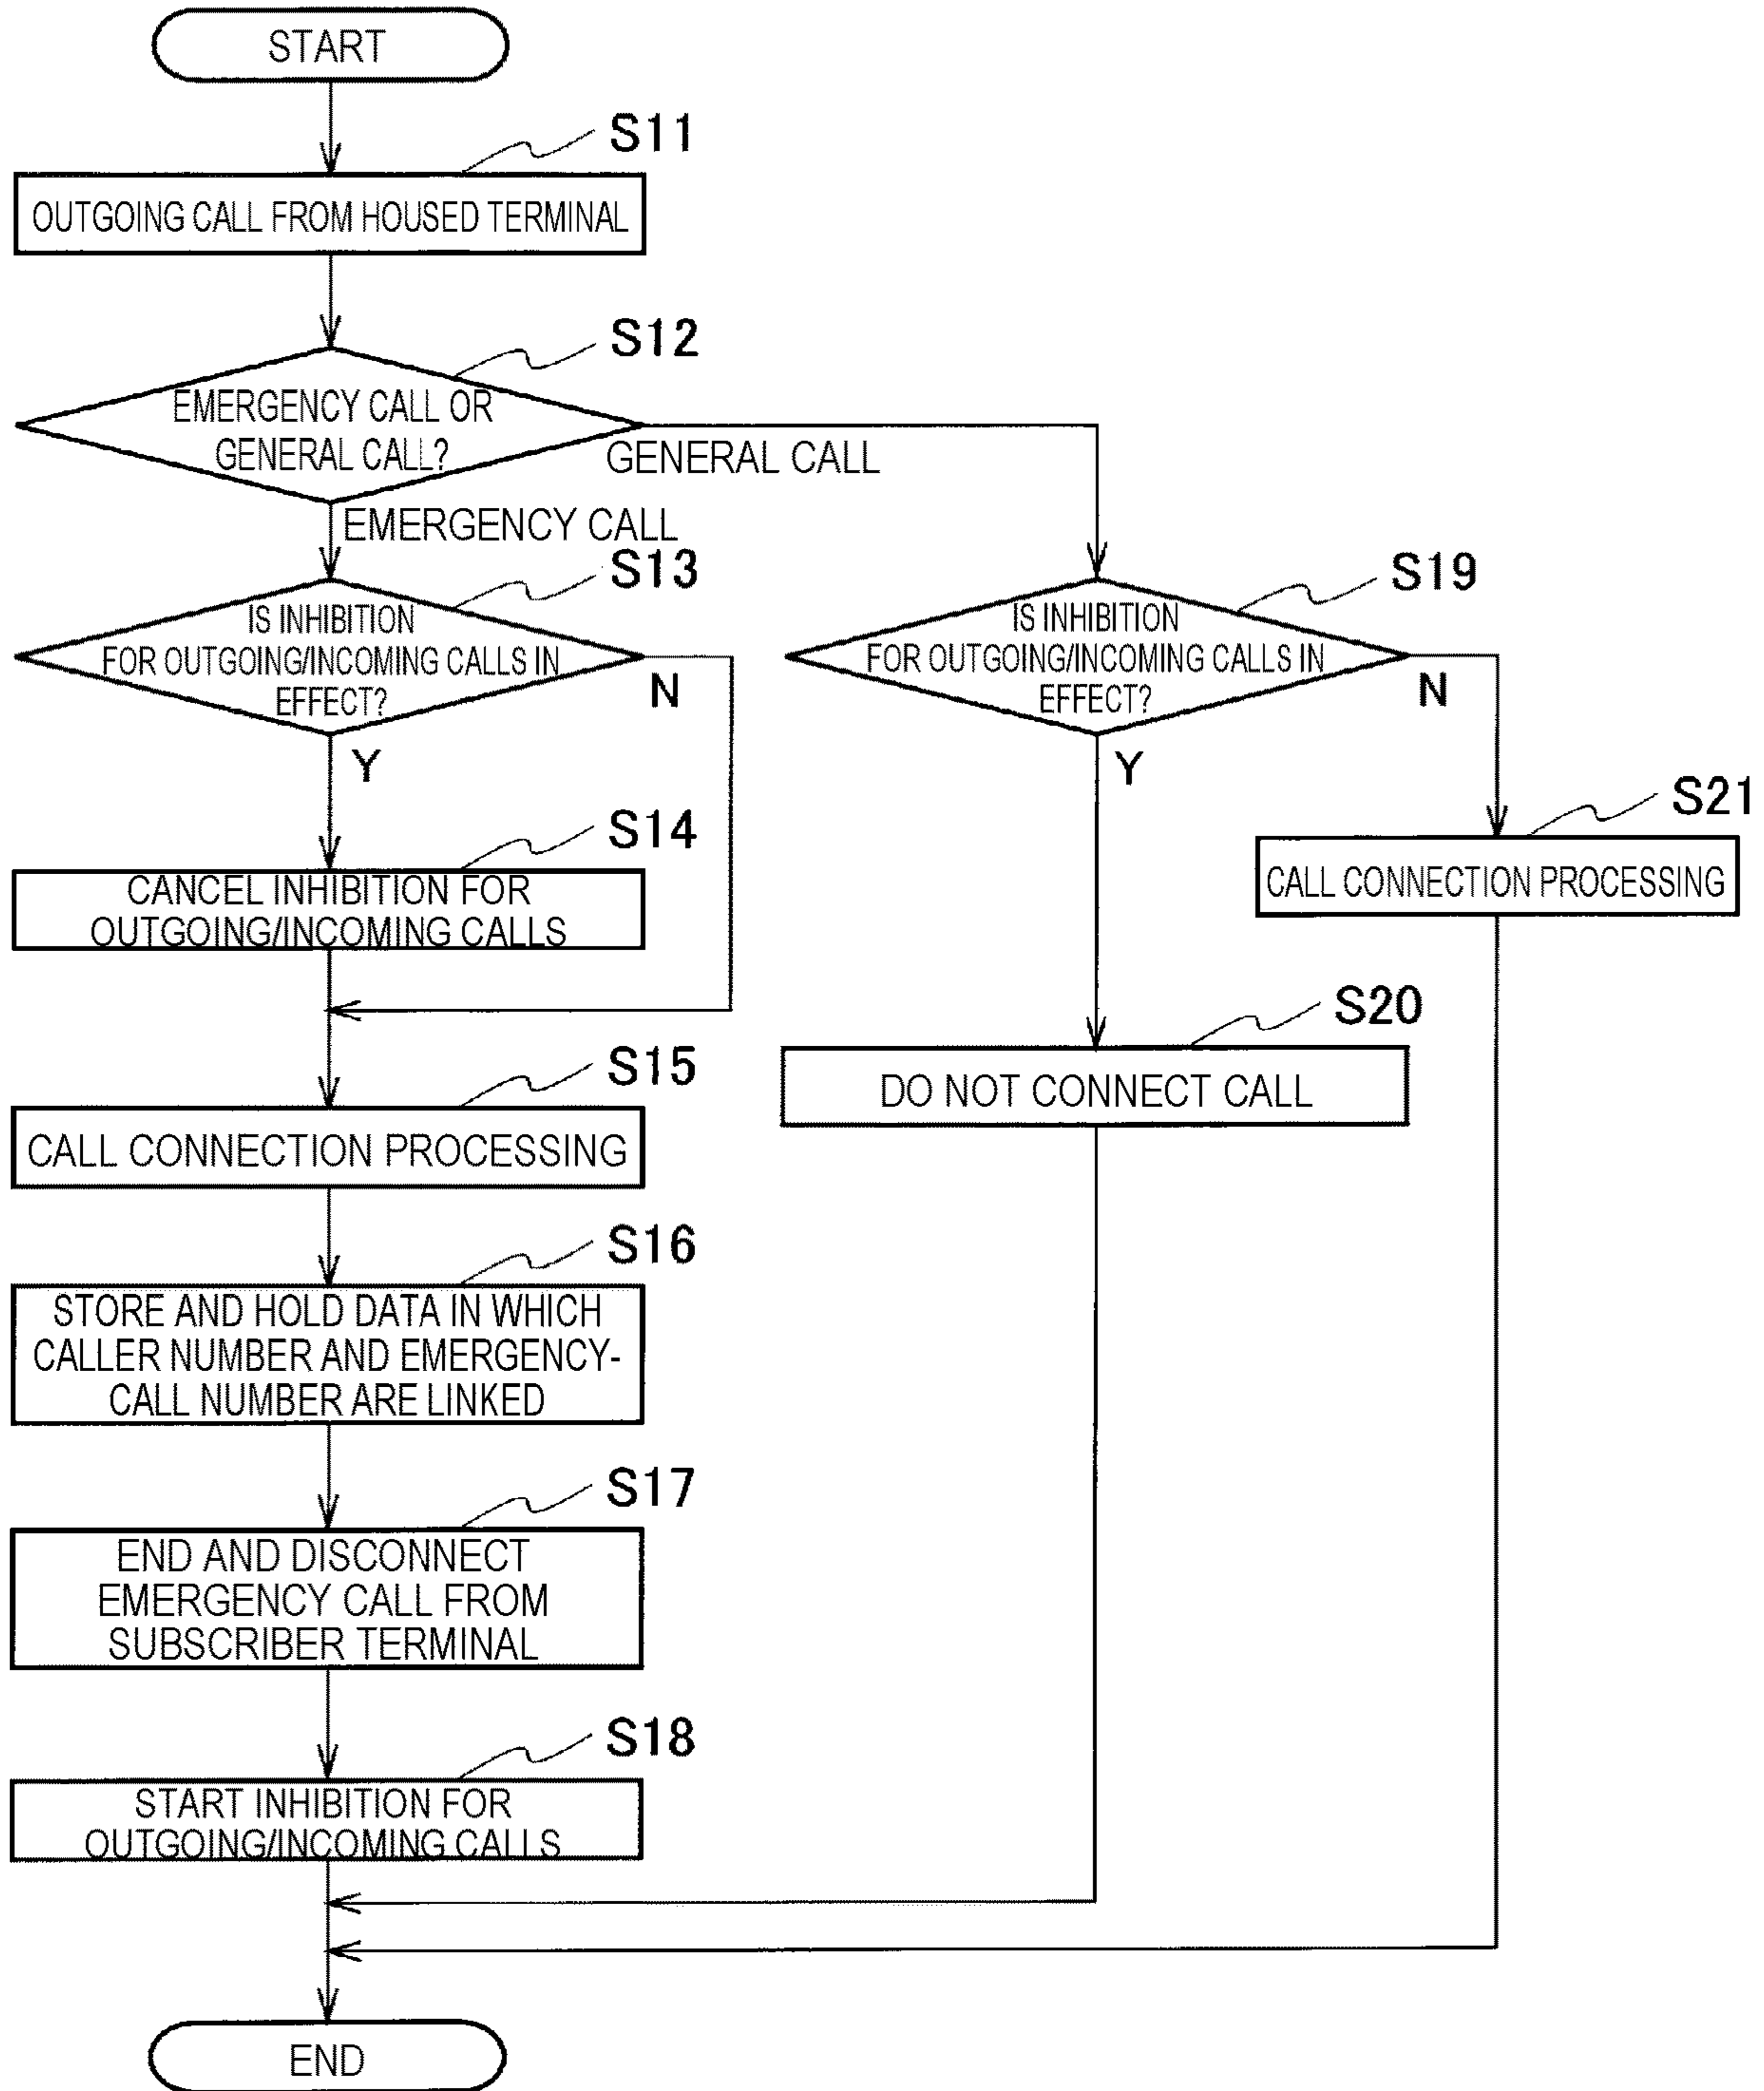 START
S11
OUTGOING CALL FROM HOUSED TERMINAL
S12
EMERGENCY CALL OR
GENERAL CALL?
GENERAL CALL
EMERGENCY CALL
S13
IS INHIBITION
FOR OUTGOING/INCOMING CALLS IN
EFFECT?
N
Y
S14
CANCEL INHIBITION FOR
OUTGOING/INCOMING CALLS
S15
CALL CONNECTION PROCESSING
S16
STORE AND HOLD DATA IN WHICH
CALLER NUMBER AND EMERGENCY-
CALL NUMBER ARE LINKED
S17
END AND DISCONNECT
EMERGENCY CALL FROM
SUBSCRIBER TERMINAL
S18
START INHIBITION FOR
OUTGOING/INCOMING CALLS
S19
IS INHIBITION
FOR OUTGOING/INCOMING CALLS IN
EFFECT?
N
Y
S21
CALL CONNECTION PROCESSING
S20
DO NOT CONNECT CALL
END